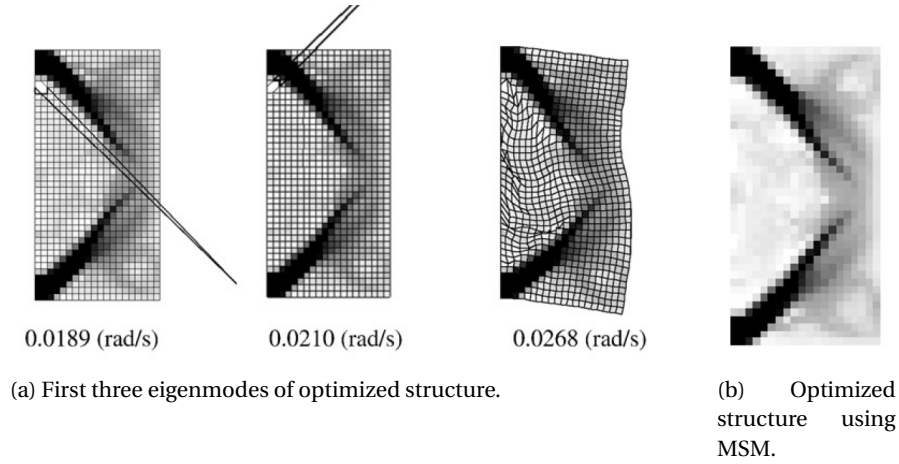 0.0189 (rad/s)
0.0210 (rad/s)
0.0268 (rad/s)
(a) First three eigenmodes of optimized structure.
(b) Optimized
structure using
MSM.